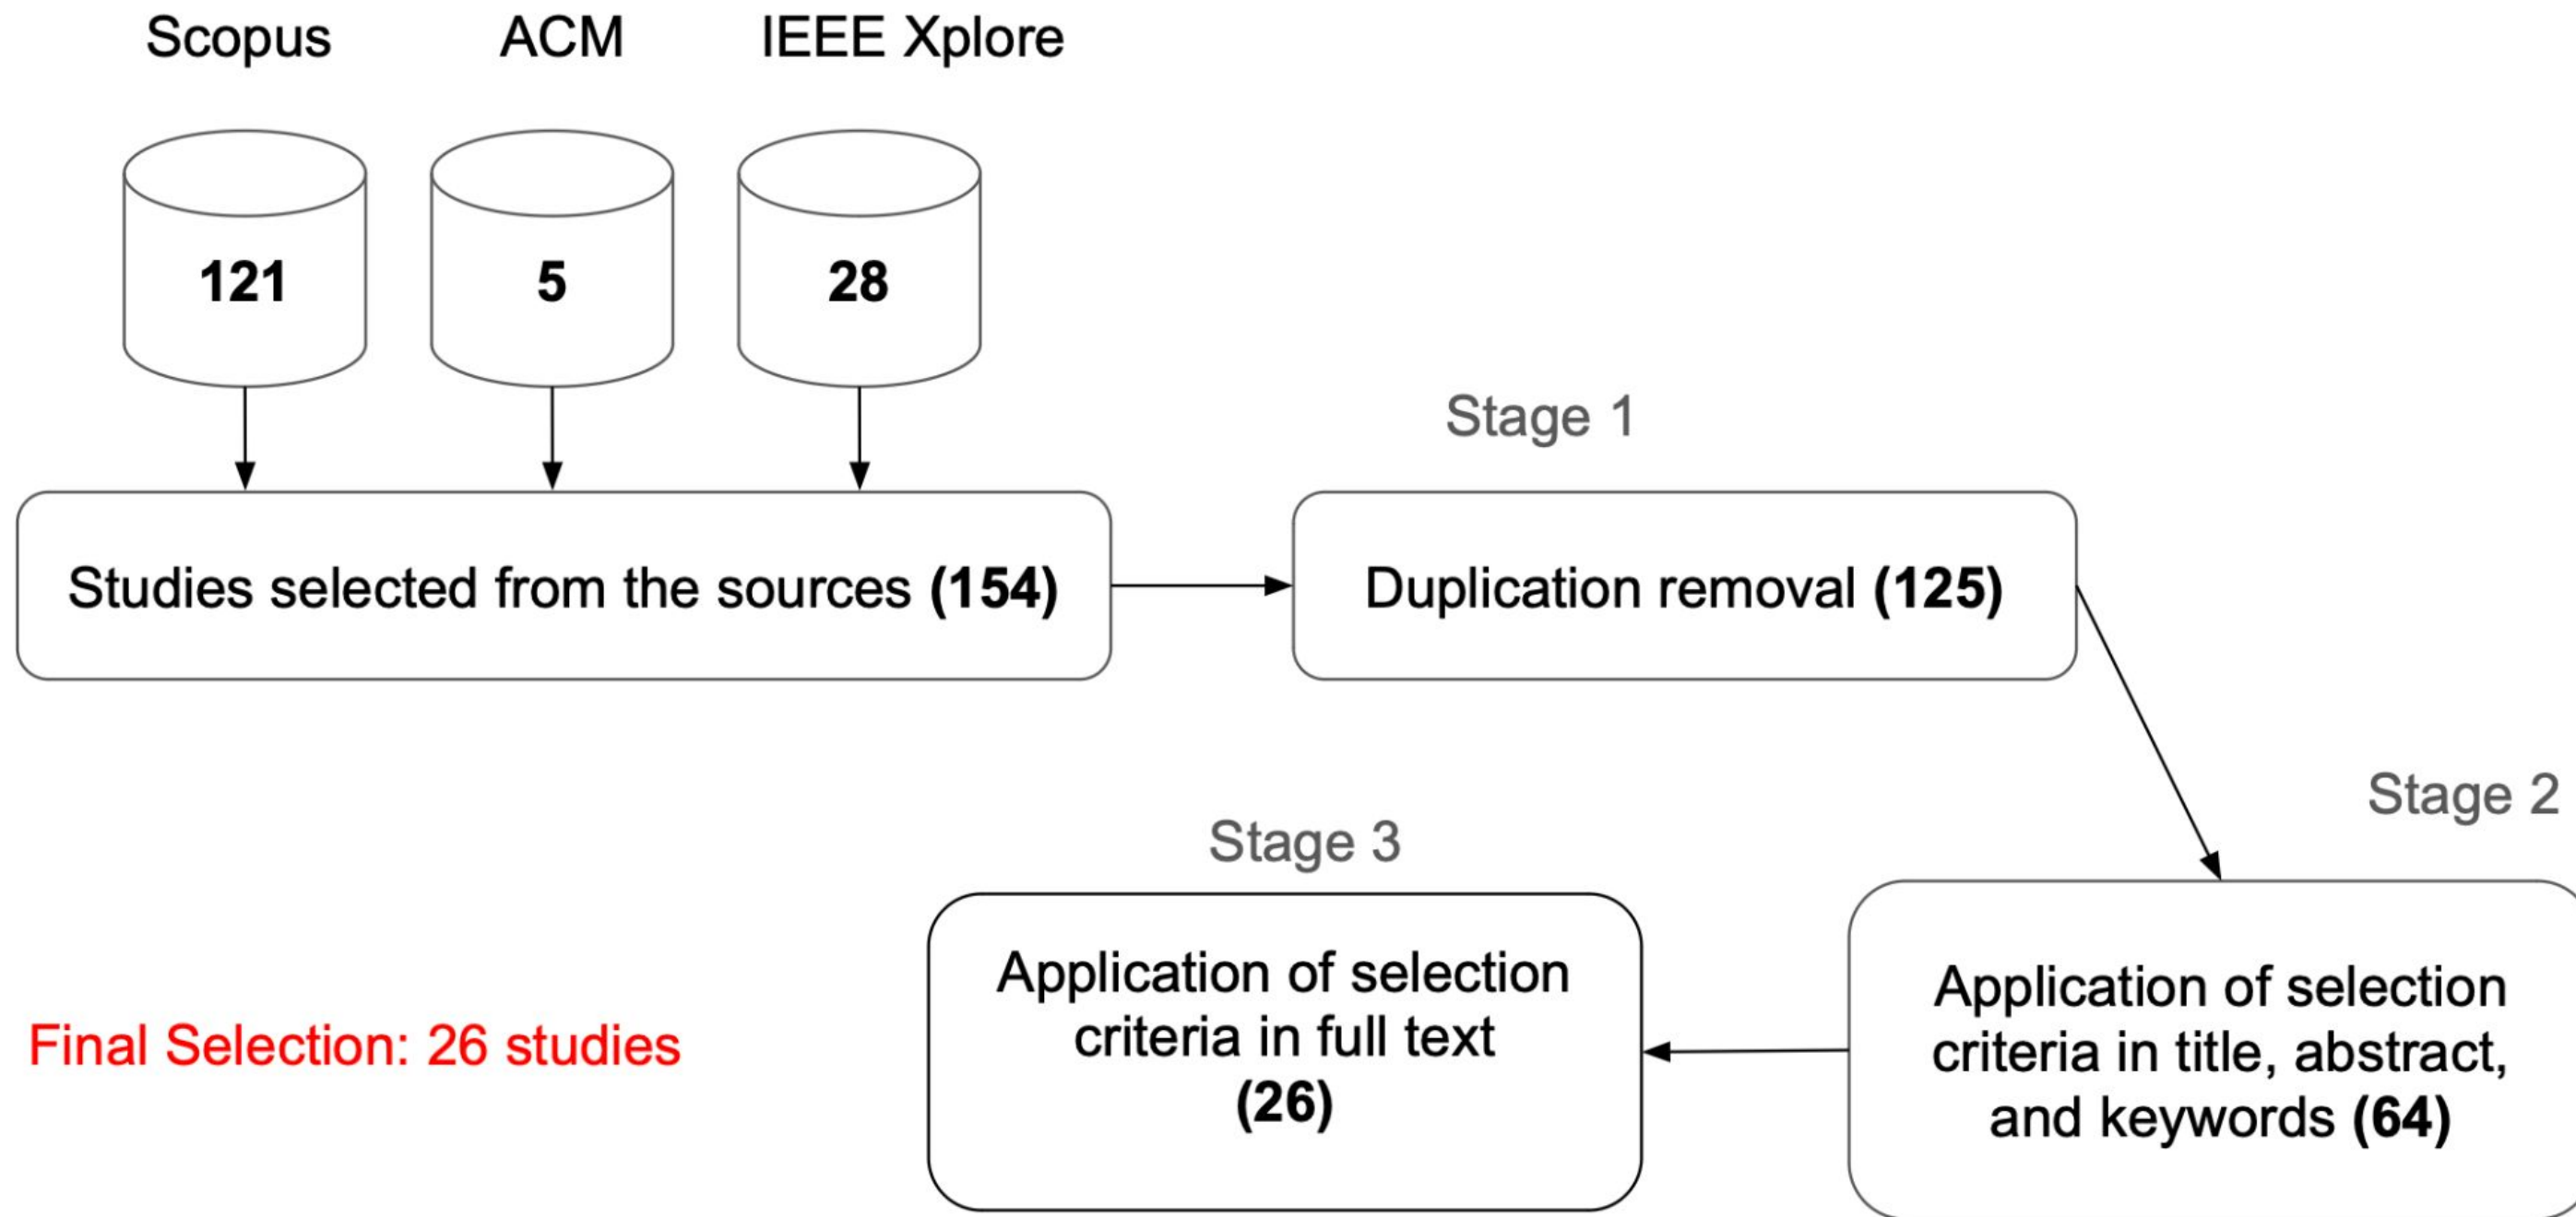 Scopus
ACM
IEEE Xplore
121
5
28
Stage 1
Studies selected from the sources (154)
Duplication removal (125)
Stage 2
Application of selection
criteria in title, abstract,
and keywords (64)
Stage 3
Application of selection
criteria in full text
(26)
Final Selection: 26 studies